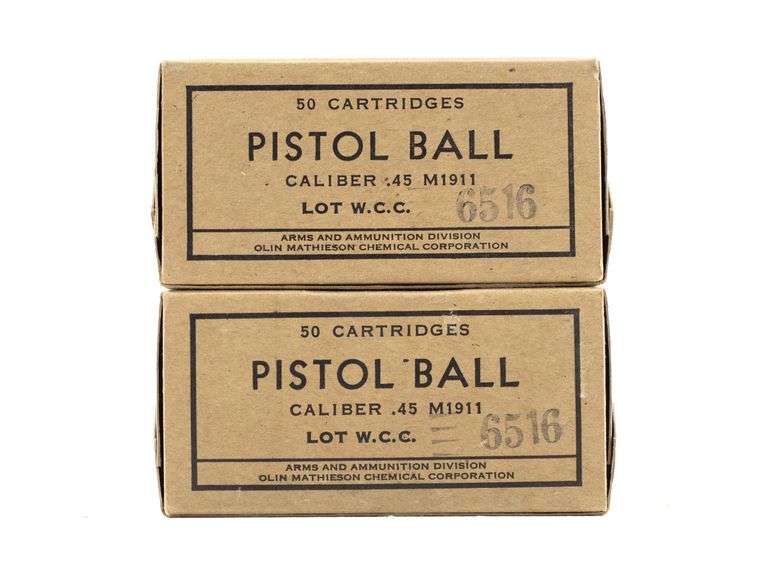 50 CARTRIDGES
PISTOL BALL
CALIBER .45 M1911
LOT W.C.C. 6516
ARMS AND AMMUNITION DIVISION
OLIN MATHIESON CHEMICAL CORPORATION
50 CARTRIDGES
PISTOL BALL
CALIBER .45 M1911
LOT W.C.C. 6516
ARMS AND AMMUNITION DIVISION
OLIN MATHIESON CHEMICAL CORPORATION